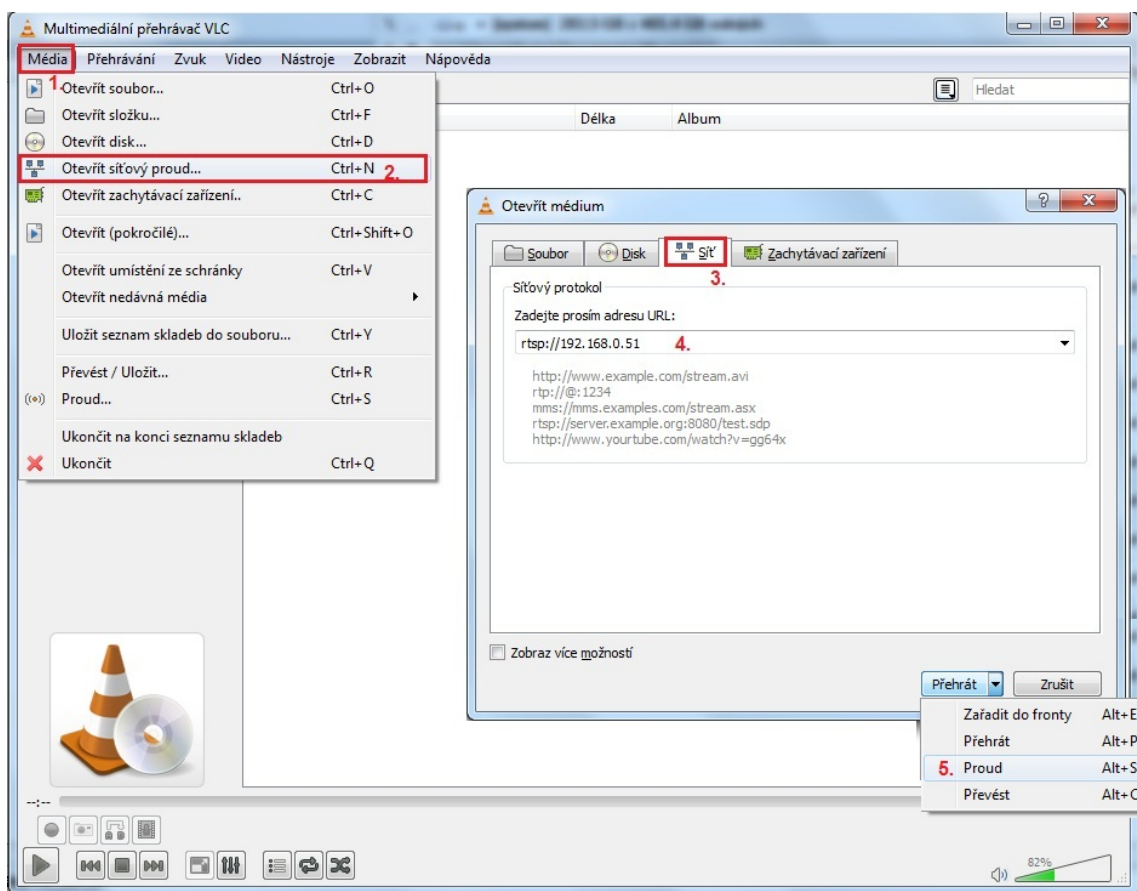 Multimediální přehrávač VLC
Média Přehrávání Zvuk Video Nástroje Zobrazit Nápověda
1
Otevřít soubor... Ctrl+O
Otevřít složku... Ctrl+F
Otevřít disk... Ctrl+D
Otevřít síťový proud... Ctrl+N 2.
Otevřít zachytávací zařízení.. Ctrl+C
Otevřít (pokročilé)... Ctrl+Shift+O
Otevřít umístění ze schránky Ctrl+V
Otevřít nedávná média
Uložit seznam skladeb do souboru... Ctrl+Y
Převést / Uložit... Ctrl+R
Proud... Ctrl+S
Ukončit na konci seznamu skladeb
Ukončit Ctrl+Q
Hledat
Délka Album
Otevřít médium
Soubor Disk Síť Zachytávací zařízení
3.
Síťový protokol
Zadejte prosím adresu URL:
rtsp://192.168.0.51 4.
http://www.example.com/stream.avi
rtp://@:1234
mms://mms.examples.com/stream.asx
rtsp://server.example.org:8080/test.sdp
http://www.yourtube.com/watch?v=gg64x
Zobraz více možností
Přehrát Zrušit
Zařadit do fronty Alt+E
Přehrát Alt+P
5. Proud Alt+S
Převést Alt+C
--:--
82%